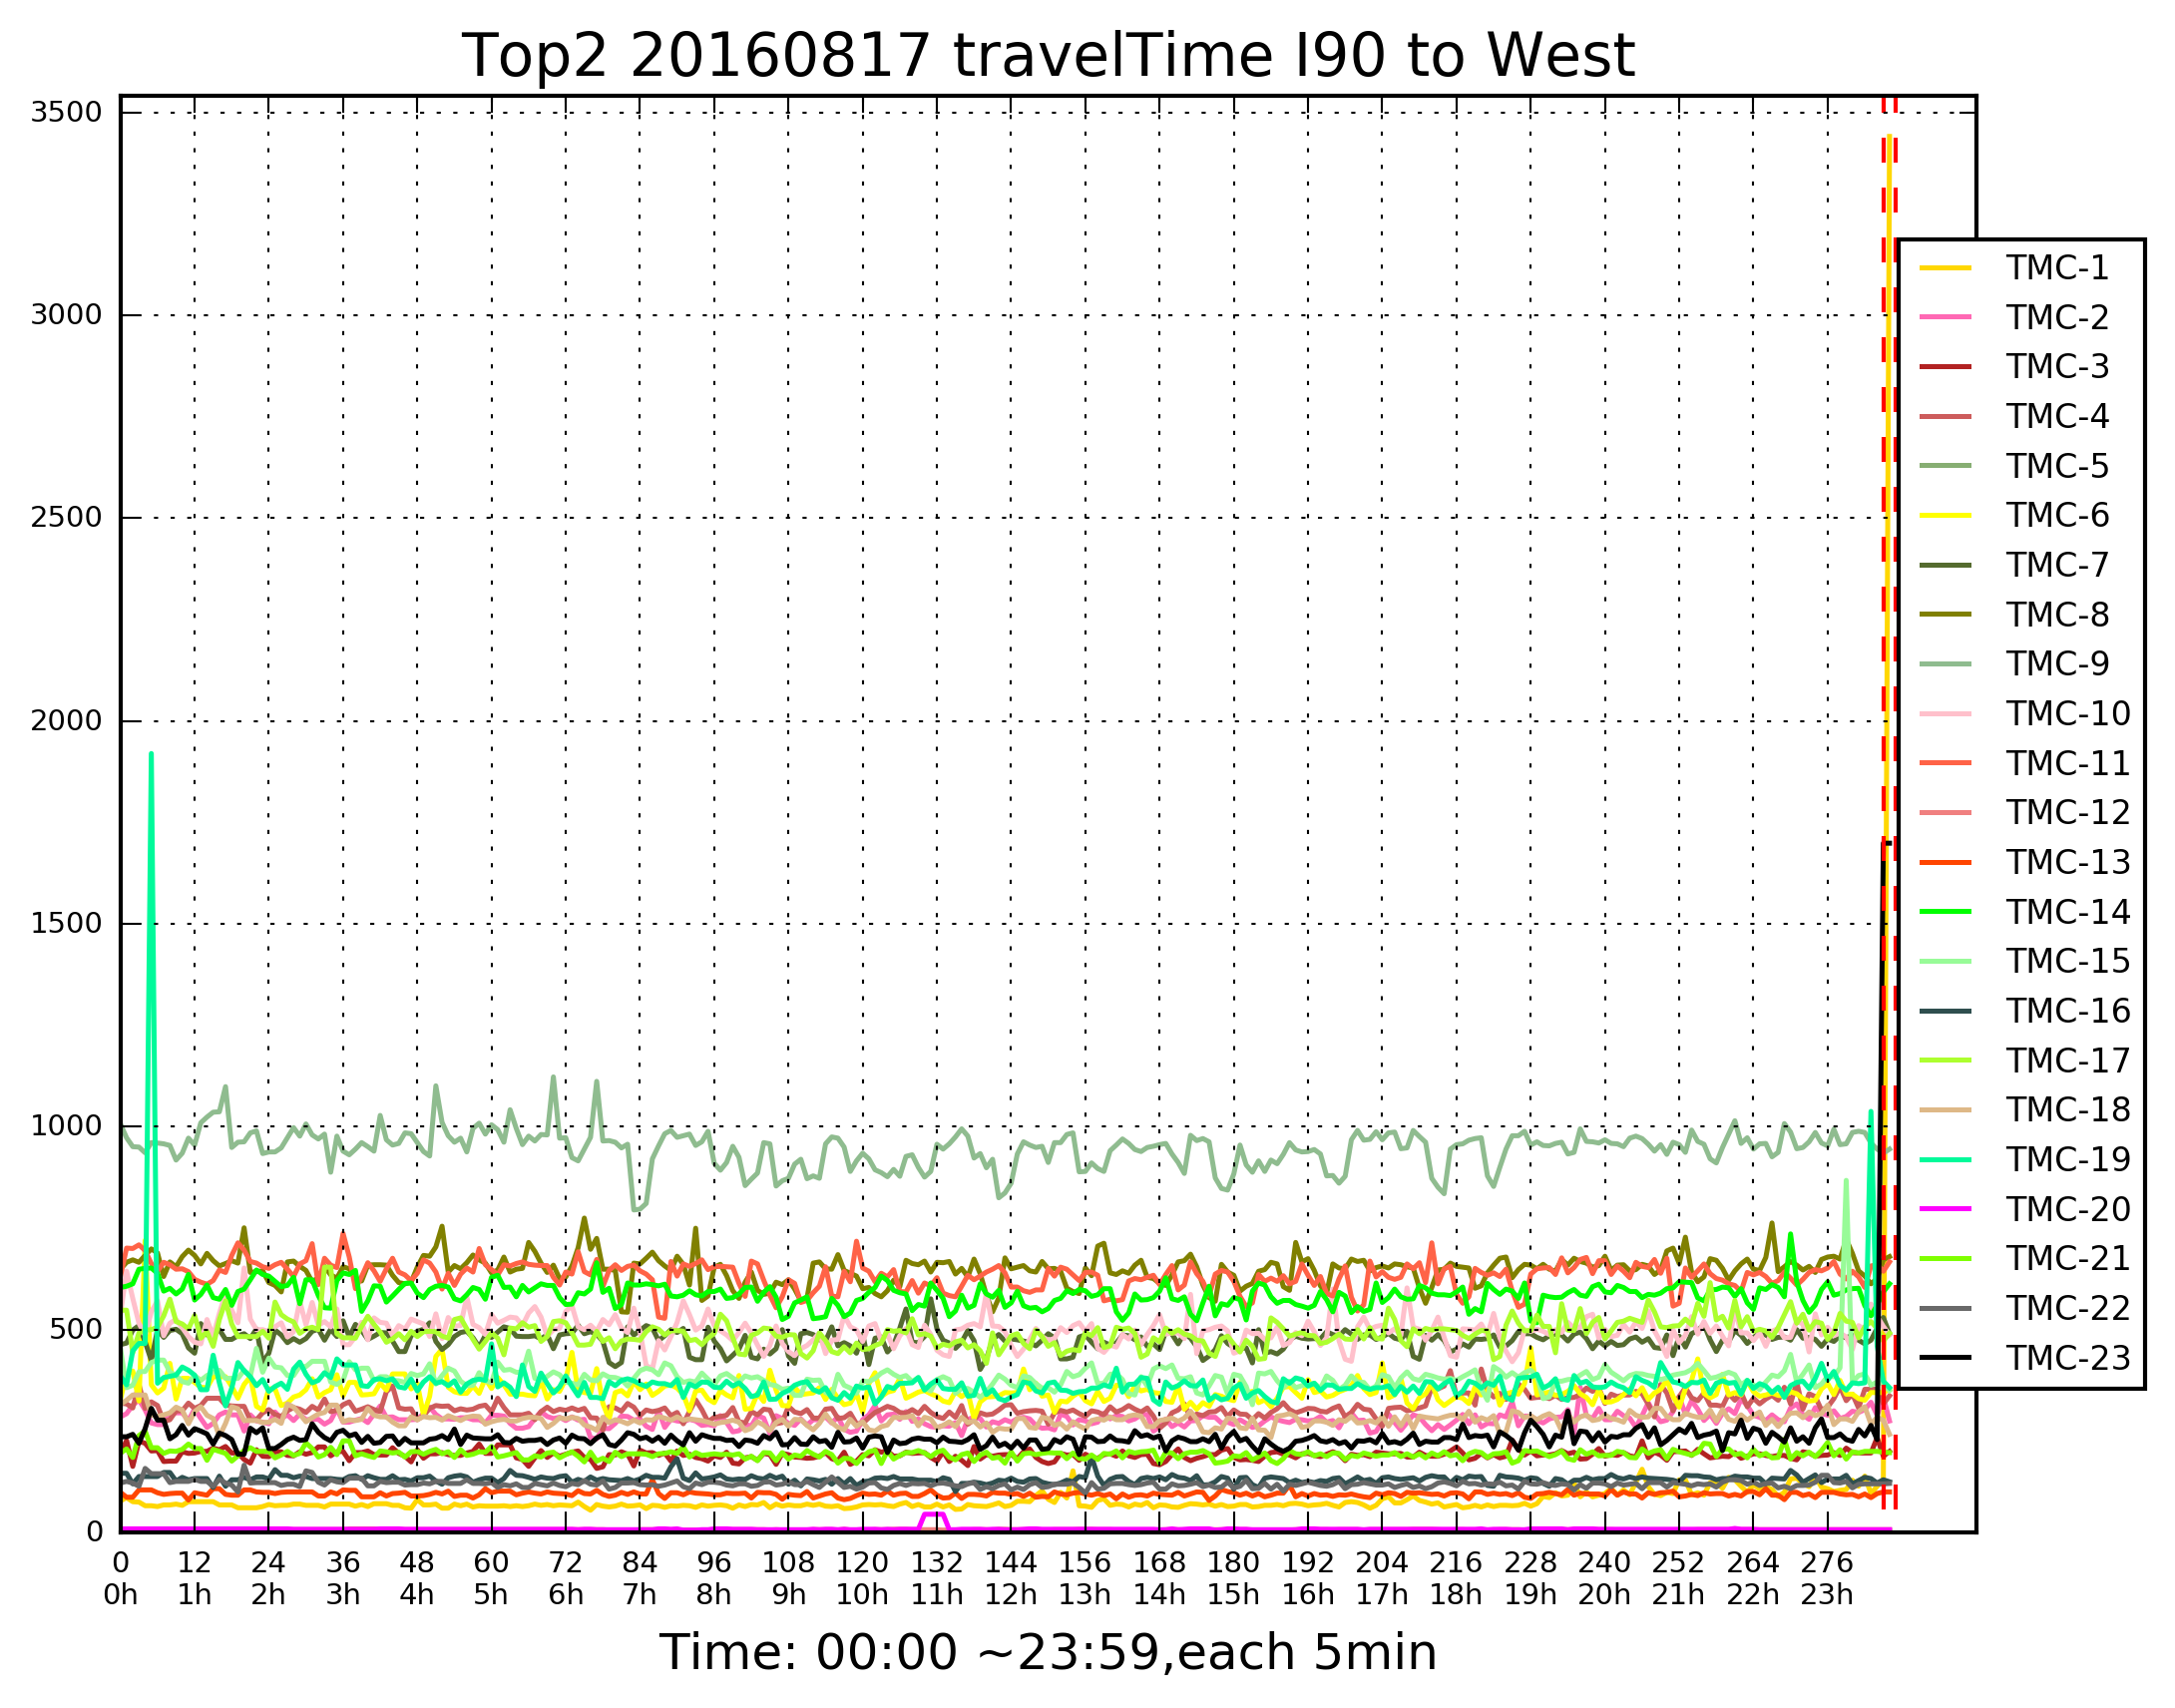 Top2 20160817 travelTime I90 to West
3500
3000
2500
2000
1500
1000
500
0
0 12 24 36 48 60 72 84 96 108 120 132 144 156 168 180 192 204 216 228 240 252 264 276
0h 1h 2h 3h 4h 5h 6h 7h 8h 9h 10h 11h 12h 13h 14h 15h 16h 17h 18h 19h 20h 21h 22h 23h
Time: 00:00 ~23:59,each 5min
TMC-1
TMC-2
TMC-3
TMC-4
TMC-5
TMC-6
TMC-7
TMC-8
TMC-9
TMC-10
TMC-11
TMC-12
TMC-13
TMC-14
TMC-15
TMC-16
TMC-17
TMC-18
TMC-19
TMC-20
TMC-21
TMC-22
TMC-23